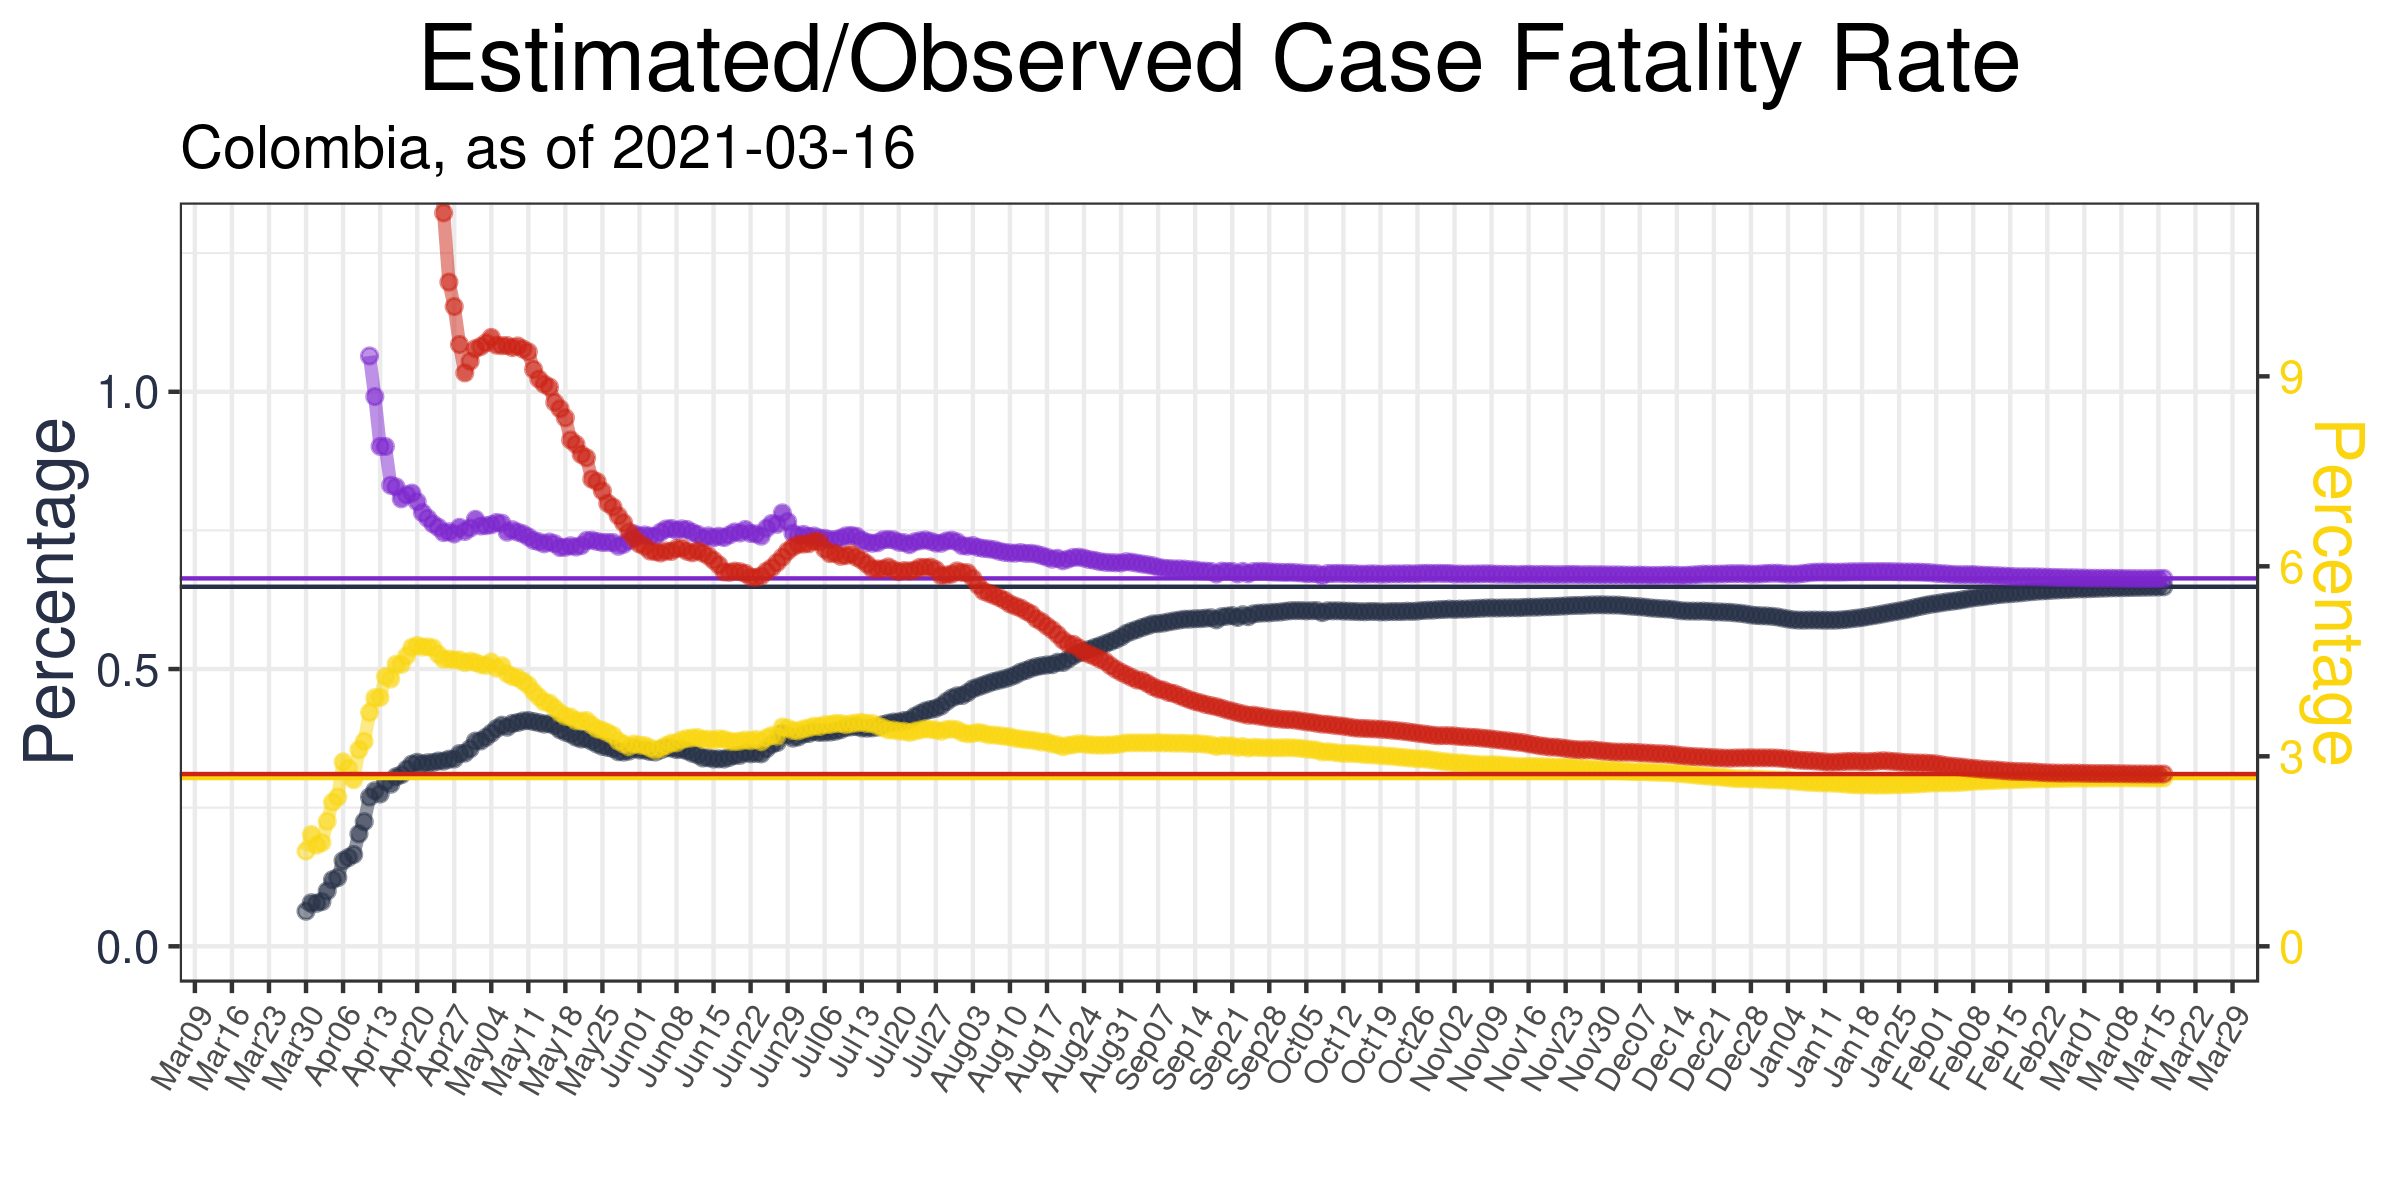 Estimated/Observed Case Fatality Rate
Colombia, as of 2021-03-16
Percentage
1.0
0.5
0.0
9
6
3
0
Percentage
Mar09 Mar16 Mar23 Mar30 Apr06 Apr13 Apr20 Apr27 May04 May11 May18 May25 Jun01 Jun08 Jun15 Jun22 Jun29 Jul06 Jul13 Jul20 Jul27 Aug03 Aug10 Aug17 Aug24 Aug31 Sep07 Sep14 Sep21 Sep28 Oct05 Oct12 Oct19 Oct26 Nov02 Nov09 Nov16 Nov23 Nov30 Dec07 Dec14 Dec21 Dec28 Jan04 Jan11 Jan18 Jan25 Feb01 Feb08 Feb15 Feb22 Mar01 Mar08 Mar15 Mar22 Mar29